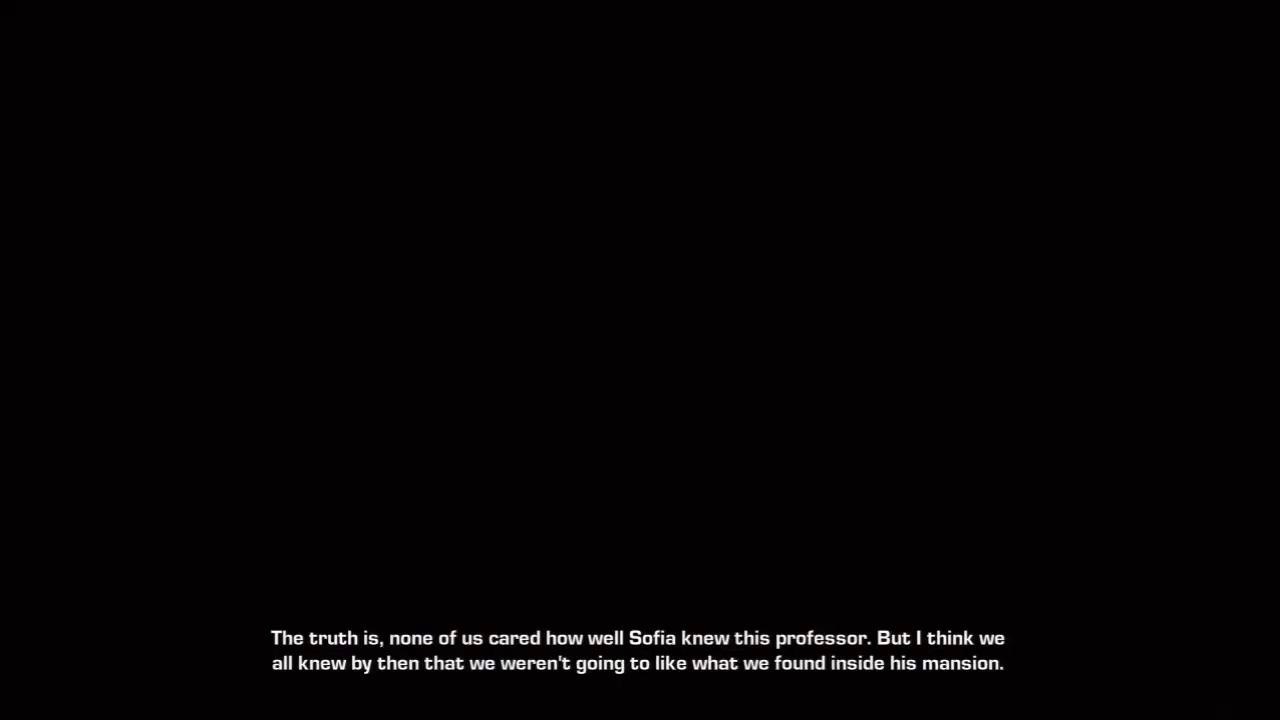 The truth is, none of us cared how well Sofia knew this professor. But I think we
all knew by then that we weren't going to like what we found inside his mansion.